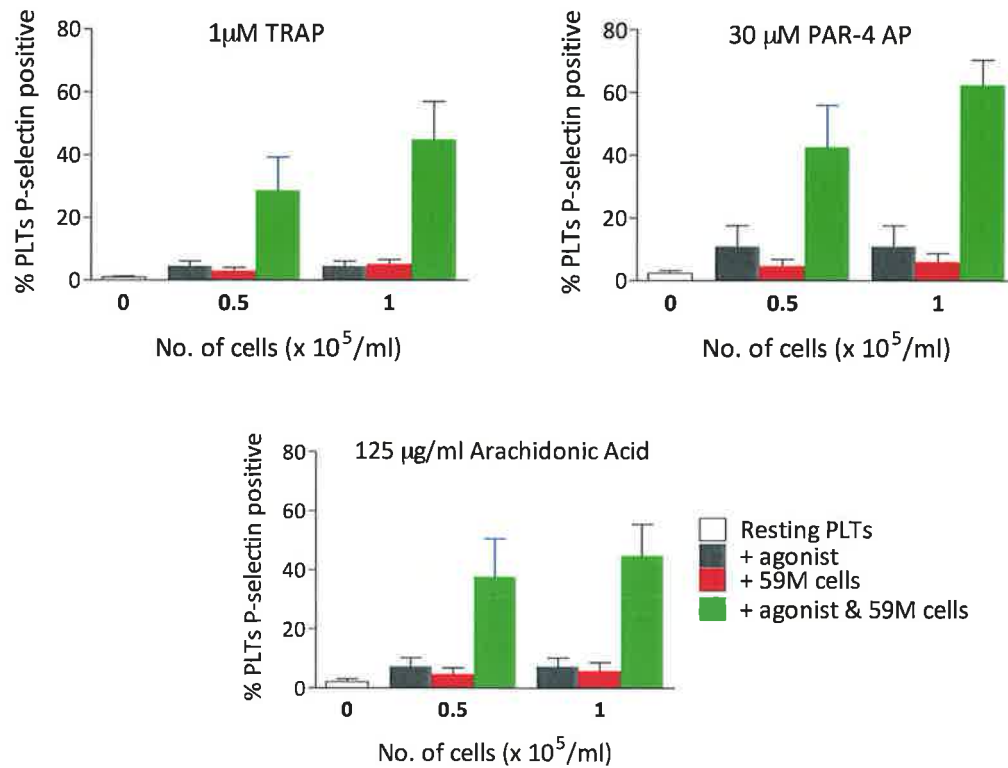 1μM TRAP
% PLTs P-selectin positive
80
60
40
20
0
0 0.5 1
No. of cells (x 10⁵/ml)
30 μM PAR-4 AP
% PLTs P-selectin positive
80
60
40
20
0
0 0.5 1
No. of cells (x 10⁵/ml)
125 μg/ml Arachidonic Acid
% PLTs P-selectin positive
80
60
40
20
0
0 0.5 1
No. of cells (x 10⁵/ml)
Resting PLTs
+ agonist
+ 59M cells
+ agonist & 59M cells